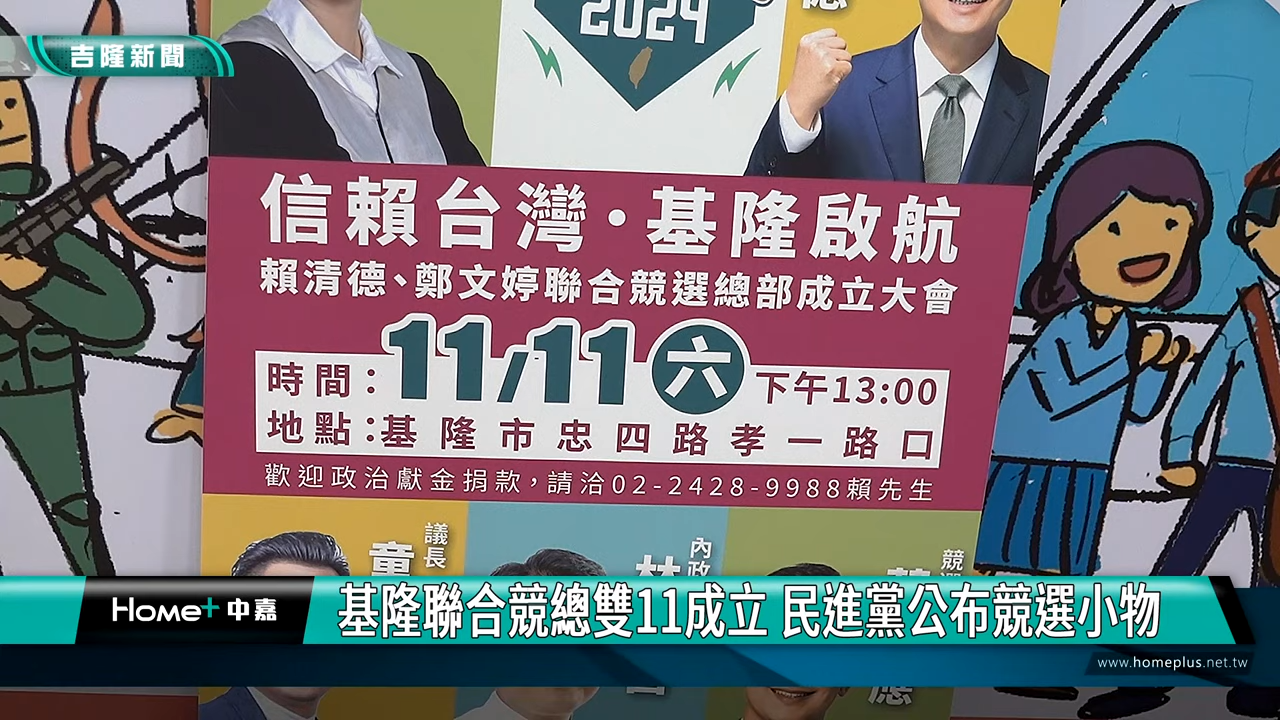 吉隆新聞
2024
德
信賴台灣·基隆啟航
賴清德、鄭文婷聯合競選總部成立大會
時間：11/11 六 下午13:00
地點：基隆市忠四路孝一路口
歡迎政治獻金捐款，請洽02-2428-9988賴先生
議長
童
內政
林
競選
Home+中嘉
基隆聯合競總雙11成立 民進黨公布競選小物
www.homeplus.net.tw